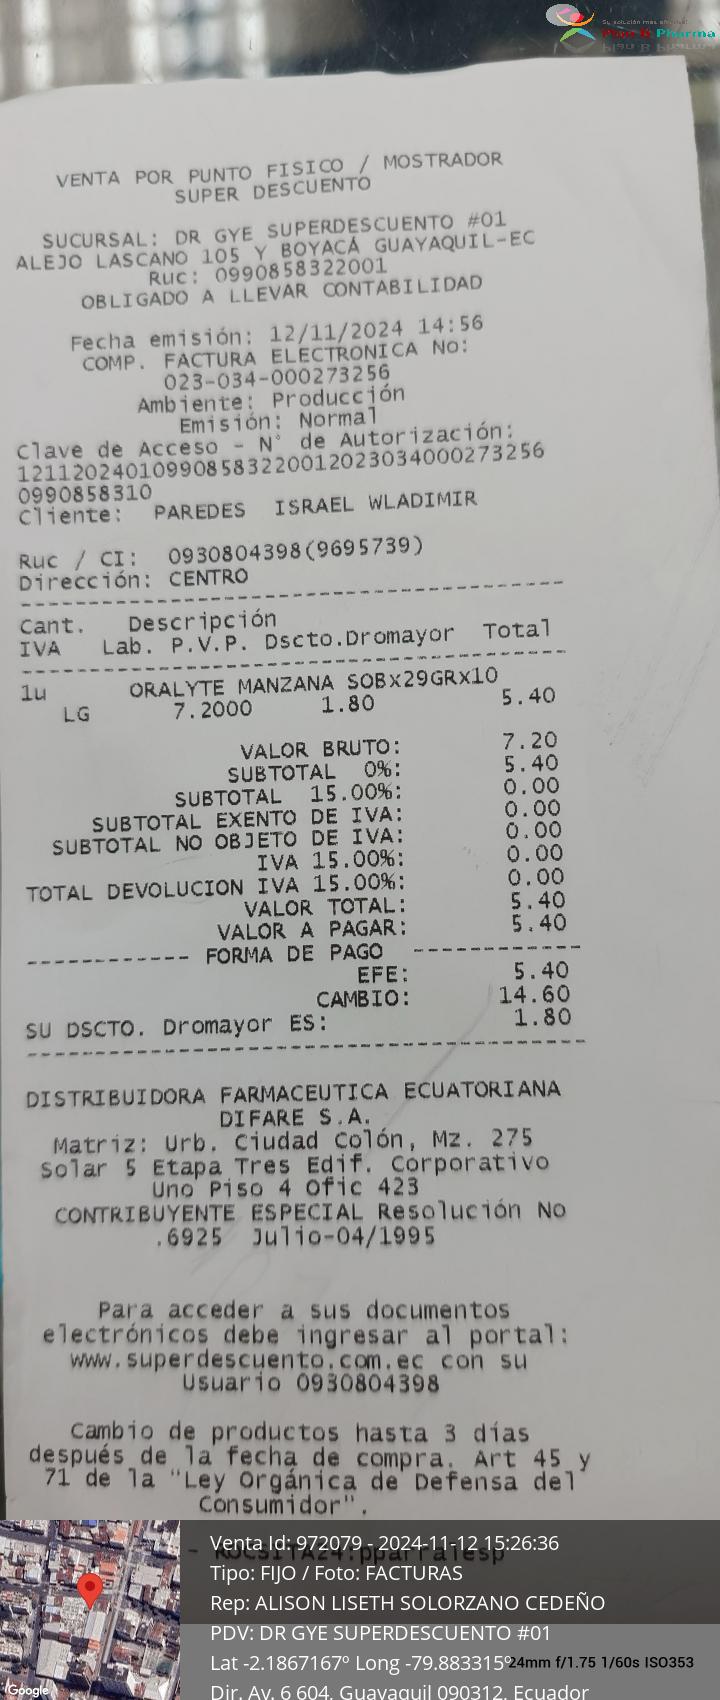 Su solución más efectiva!
Plan B Pharma
VENTA POR PUNTO FISICO / MOSTRADOR
SUPER DESCUENTO
SUCURSAL: DR GYE SUPERDESCUENTO #01
ALEJO LASCANO 105 Y BOYACÁ GUAYAQUIL-EC
Ruc: 0990858322001
OBLIGADO A LLEVAR CONTABILIDAD
Fecha emisión: 12/11/2024 14:56
COMP. FACTURA ELECTRONICA No:
023-034-000273256
Ambiente: Producción
Emisión: Normal
Clave de Acceso - N° de Autorización:
121120240109908583220012023034000273256
0990858310
Cliente: PAREDES ISRAEL WLADIMIR
Ruc / CI: 0930804398(9695739)
Dirección: CENTRO
----------------------------------------
Cant. Descripción
IVA Lab. P.V.P. Dscto.Dromayor Total
----------------------------------------
1u ORALYTE MANZANA SOBx29GRx10
LG 7.2000 1.80 5.40
VALOR BRUTO: 7.20
SUBTOTAL 0%: 5.40
SUBTOTAL 15.00%: 0.00
SUBTOTAL EXENTO DE IVA: 0.00
SUBTOTAL NO OBJETO DE IVA: 0.00
IVA 15.00%: 0.00
TOTAL DEVOLUCION IVA 15.00%: 0.00
VALOR TOTAL: 5.40
VALOR A PAGAR: 5.40
------------ FORMA DE PAGO ------------
EFE: 5.40
CAMBIO: 14.60
SU DSCTO. Dromayor ES: 1.80
----------------------------------------
DISTRIBUIDORA FARMACEUTICA ECUATORIANA
DIFARE S.A.
Matriz: Urb. Ciudad Colón, Mz. 275
Solar 5 Etapa Tres Edif. Corporativo
Uno Piso 4 Ofic 423
CONTRIBUYENTE ESPECIAL Resolución No
.6925 Julio-04/1995
Para acceder a sus documentos
electrónicos debe ingresar al portal:
www.superdescuento.com.ec con su
Usuario 0930804398
Cambio de productos hasta 3 días
después de la fecha de compra. Art 45 y
71 de la "Ley Orgánica de Defensa del
Consumidor".
Venta Id: 972079 - 2024-11-12 15:26:36
Tipo: FIJO / Foto: FACTURAS
Rep: ALISON LISETH SOLORZANO CEDEÑO
PDV: DR GYE SUPERDESCUENTO #01
Lat -2.1867167º Long -79.883315º
24mm f/1.75 1/60s ISO353
Dir. Av. 6 604, Guayaquil 090312, Ecuador
Google